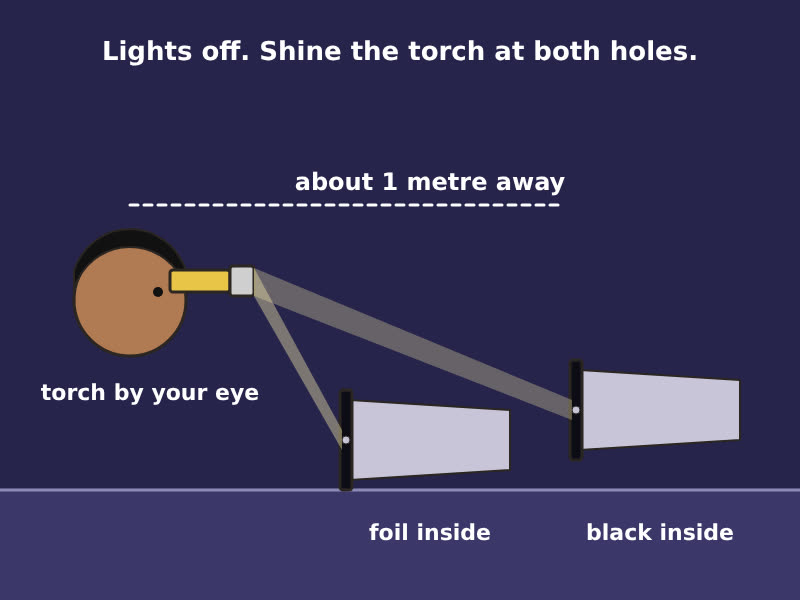 Lights off. Shine the torch at both holes.
about 1 metre away
torch by your eye
foil inside
black inside